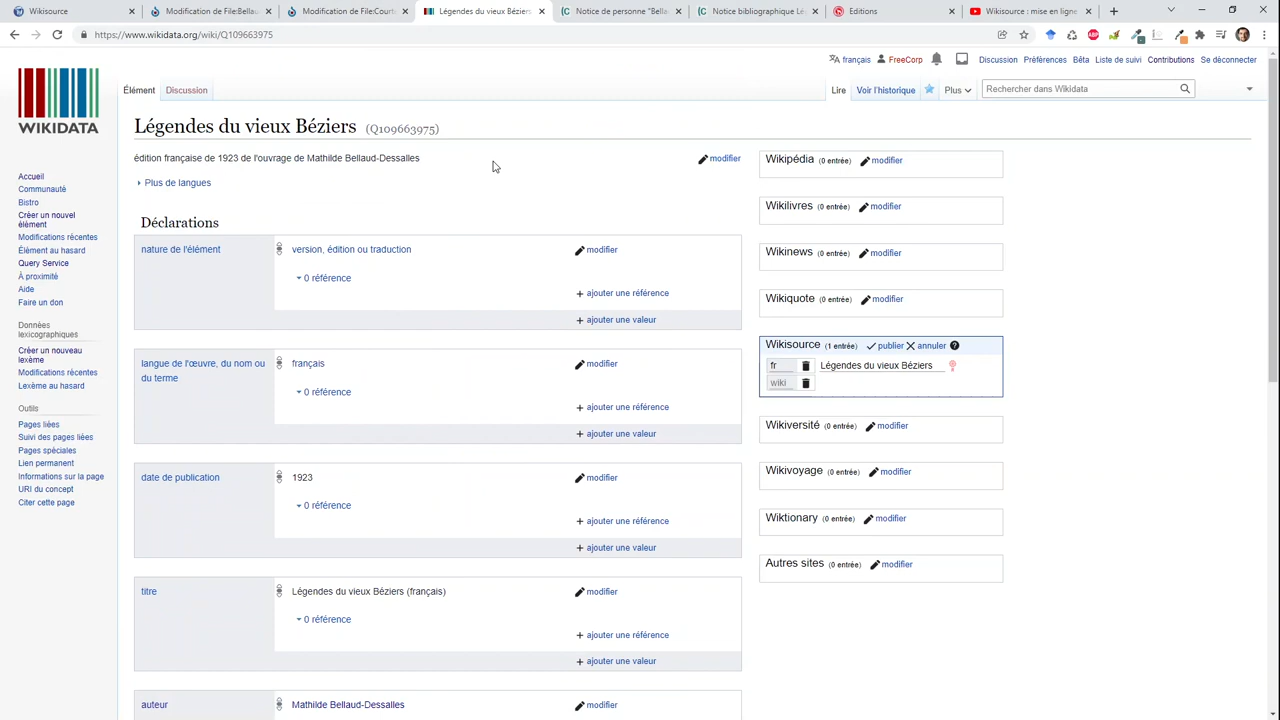 Wikisource
Modification de File:Bellau
Modification de File:Courte
Légendes du vieux Béziers
Notice de personne "Bella
Notice bibliographique Lé
Editions
Wikisource : mise en ligne
https://www.wikidata.org/wiki/Q109663975
français
FreeCorp
Discussion
Préférences
Bêta
Liste de suivi
Contributions
Se déconnecter
WIKIDATA
Élément
Discussion
Lire
Voir l'historique
Plus
Rechercher dans Wikidata
Légendes du vieux Béziers (Q109663975)
édition française de 1923 de l'ouvrage de Mathilde Bellaud-Dessalles
modifier
Plus de langues
Accueil
Communauté
Bistro
Créer un nouvel
élément
Modifications récentes
Élément au hasard
Query Service
À proximité
Aide
Faire un don
Données
lexicographiques
Créer un nouveau
lexème
Modifications récentes
Lexème au hasard
Outils
Pages liées
Suivi des pages liées
Pages spéciales
Lien permanent
Informations sur la page
URI du concept
Citer cette page
Déclarations
nature de l'élément
version, édition ou traduction
modifier
0 référence
+ ajouter une référence
+ ajouter une valeur
langue de l'œuvre, du nom ou
du terme
français
modifier
0 référence
+ ajouter une référence
+ ajouter une valeur
date de publication
1923
modifier
0 référence
+ ajouter une référence
+ ajouter une valeur
titre
Légendes du vieux Béziers (français)
modifier
0 référence
+ ajouter une référence
+ ajouter une valeur
auteur
Mathilde Bellaud-Dessalles
modifier
Wikipédia (0 entrée) modifier
Wikilivres (0 entrée) modifier
Wikinews (0 entrée) modifier
Wikiquote (0 entrée) modifier
Wikisource (1 entrée) publier annuler
fr Légendes du vieux Béziers
wiki
Wikiversité (0 entrée) modifier
Wikivoyage (0 entrée) modifier
Wiktionary (0 entrée) modifier
Autres sites (0 entrée) modifier